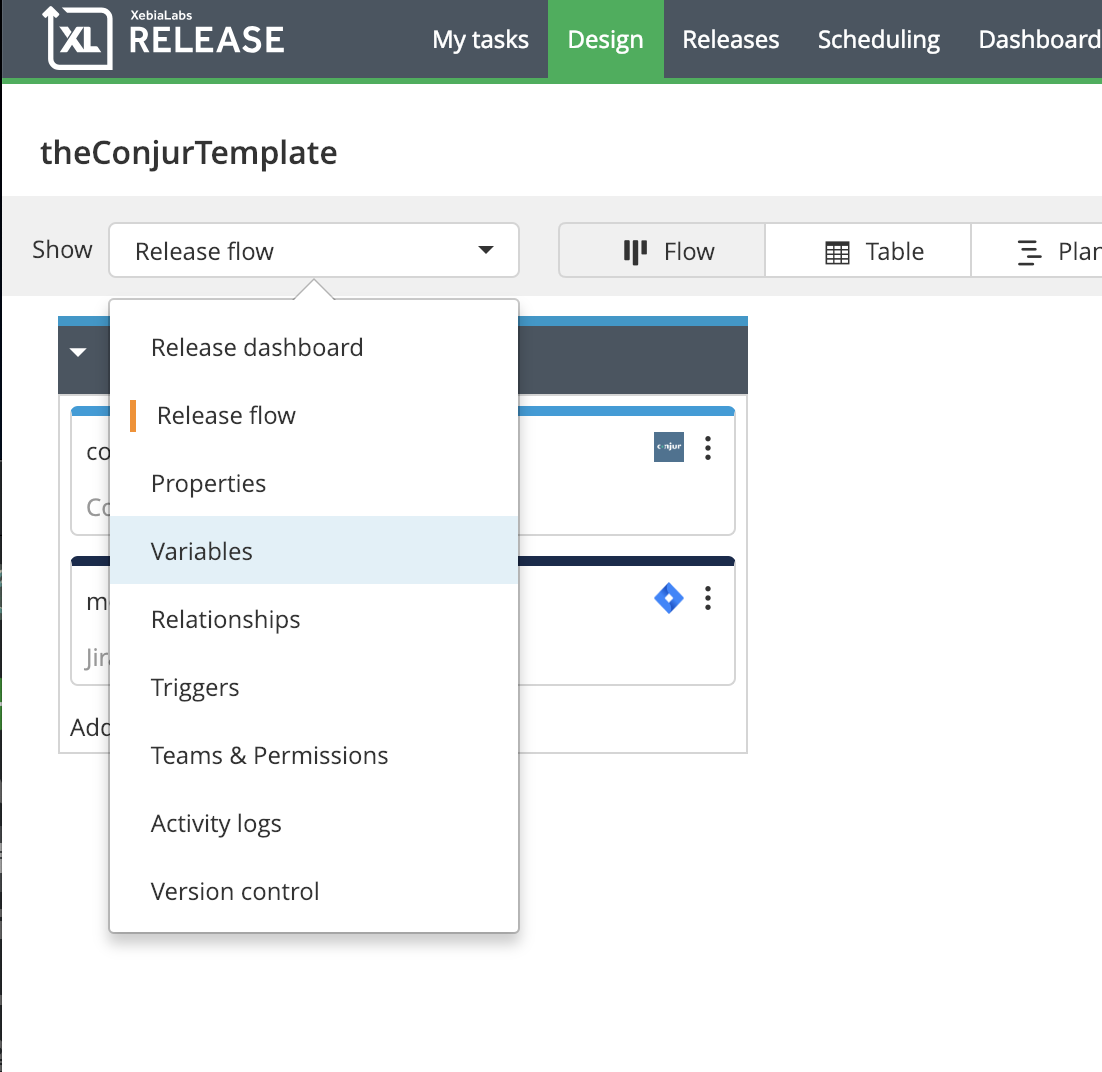 XebiaLabs
XL RELEASE
My tasks Design Releases Scheduling Dashboard
theConjurTemplate
Show Release flow Flow Table Plan
Release dashboard
Release flow
co conjur
Properties
Co
Variables
m
Relationships
Jir
Triggers
Add
Teams & Permissions
Activity logs
Version control